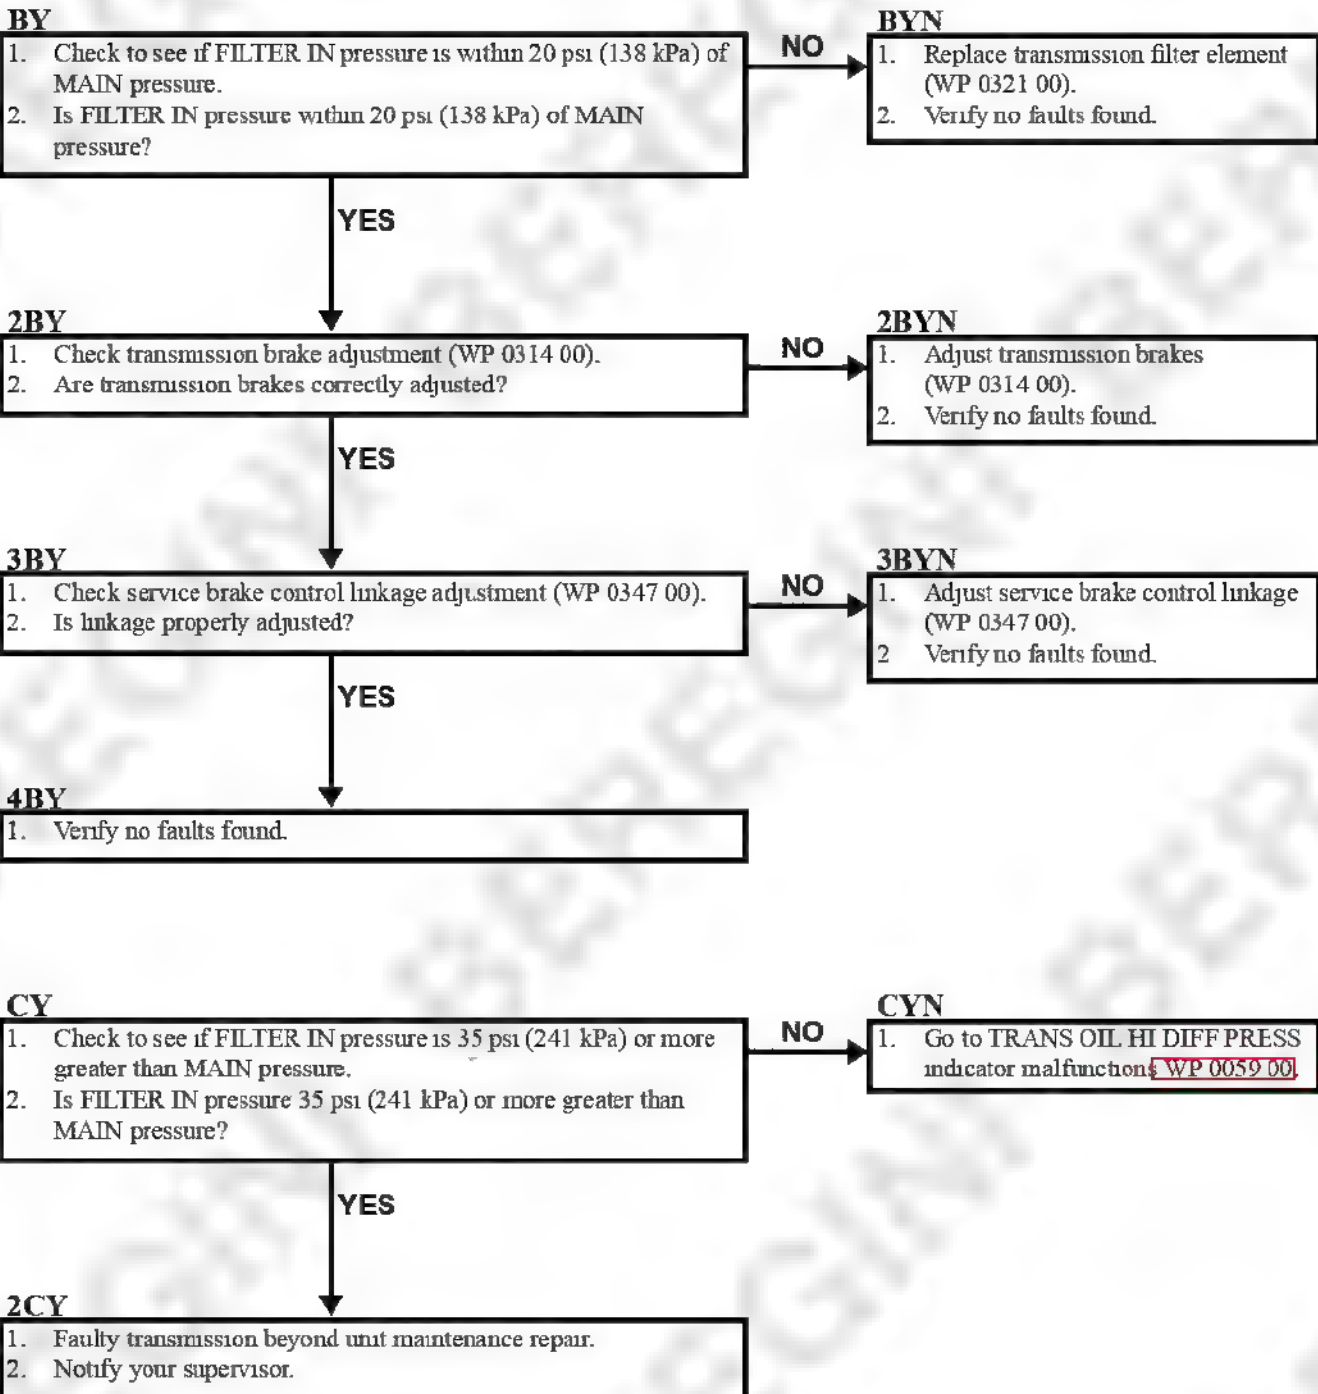 BY
1. Check to see if FILTER IN pressure is within 20 psi (138 kPa) of
MAIN pressure.
2. Is FILTER IN pressure within 20 psi (138 kPa) of MAIN
pressure?
NO
BYN
1. Replace transmission filter element
(WP 0321 00).
2. Verify no faults found.
YES
2BY
1. Check transmission brake adjustment (WP 0314 00).
2. Are transmission brakes correctly adjusted?
NO
2BYN
1. Adjust transmission brakes
(WP 0314 00).
2. Verify no faults found.
YES
3BY
1. Check service brake control linkage adjustment (WP 0347 00).
2. Is linkage properly adjusted?
NO
3BYN
1. Adjust service brake control linkage
(WP 0347 00).
2 Verify no faults found.
YES
4BY
1. Verify no faults found.
CY
1. Check to see if FILTER IN pressure is 35 psi (241 kPa) or more
greater than MAIN pressure.
2. Is FILTER IN pressure 35 psi (241 kPa) or more greater than
MAIN pressure?
NO
CYN
1. Go to TRANS OIL HI DIFF PRESS
indicator malfunctions WP 0059 00.
YES
2CY
1. Faulty transmission beyond unit maintenance repair.
2. Notify your supervisor.